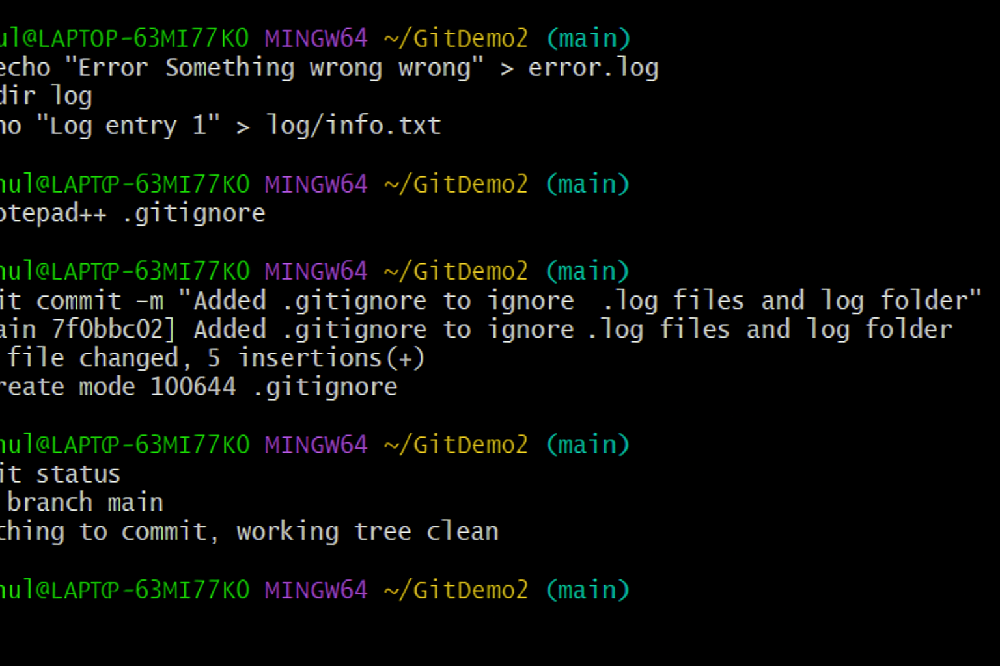 ul@LAPTOP-63MI77KO MINGW64 ~/GitDemo2 (main)
echo "Error Something wrong wrong" > error.log
dir log
ho "Log entry 1" > log/info.txt
hul@LAPTOP-63MI77KO MINGW64 ~/GitDemo2 (main)
otepad++ .gitignore
hul@LAPTOP-63MI77KO MINGW64 ~/GitDemo2 (main)
it commit -m "Added .gitignore to ignore  .log files and log folder"
ain 7f0bbc02] Added .gitignore to ignore .log files and log folder
file changed, 5 insertions(+)
reate mode 100644 .gitignore
hul@LAPTOP-63MI77KO MINGW64 ~/GitDemo2 (main)
it status
branch main
thing to commit, working tree clean
hul@LAPTOP-63MI77KO MINGW64 ~/GitDemo2 (main)